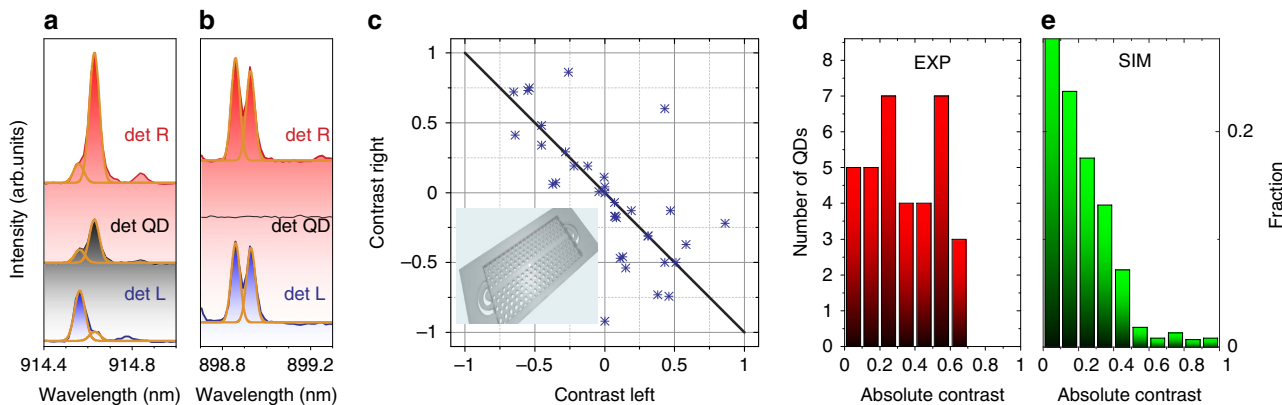 a
b
c
d
e
Intensity (arb.units)
det R
det QD
det L
914.4
914.8
Wavelength (nm)
det R
det QD
det L
898.8
899.2
Wavelength (nm)
Contrast right
1
0.5
0
−0.5
−1
−1
−0.5
0
0.5
1
Contrast left
Number of QDs
8
7
6
5
4
3
2
1
0
EXP
0
0.2
0.4
0.6
0.8
1
Absolute contrast
SIM
0
0.2
0.4
0.6
0.8
1
Absolute contrast
0.2
0
Fraction